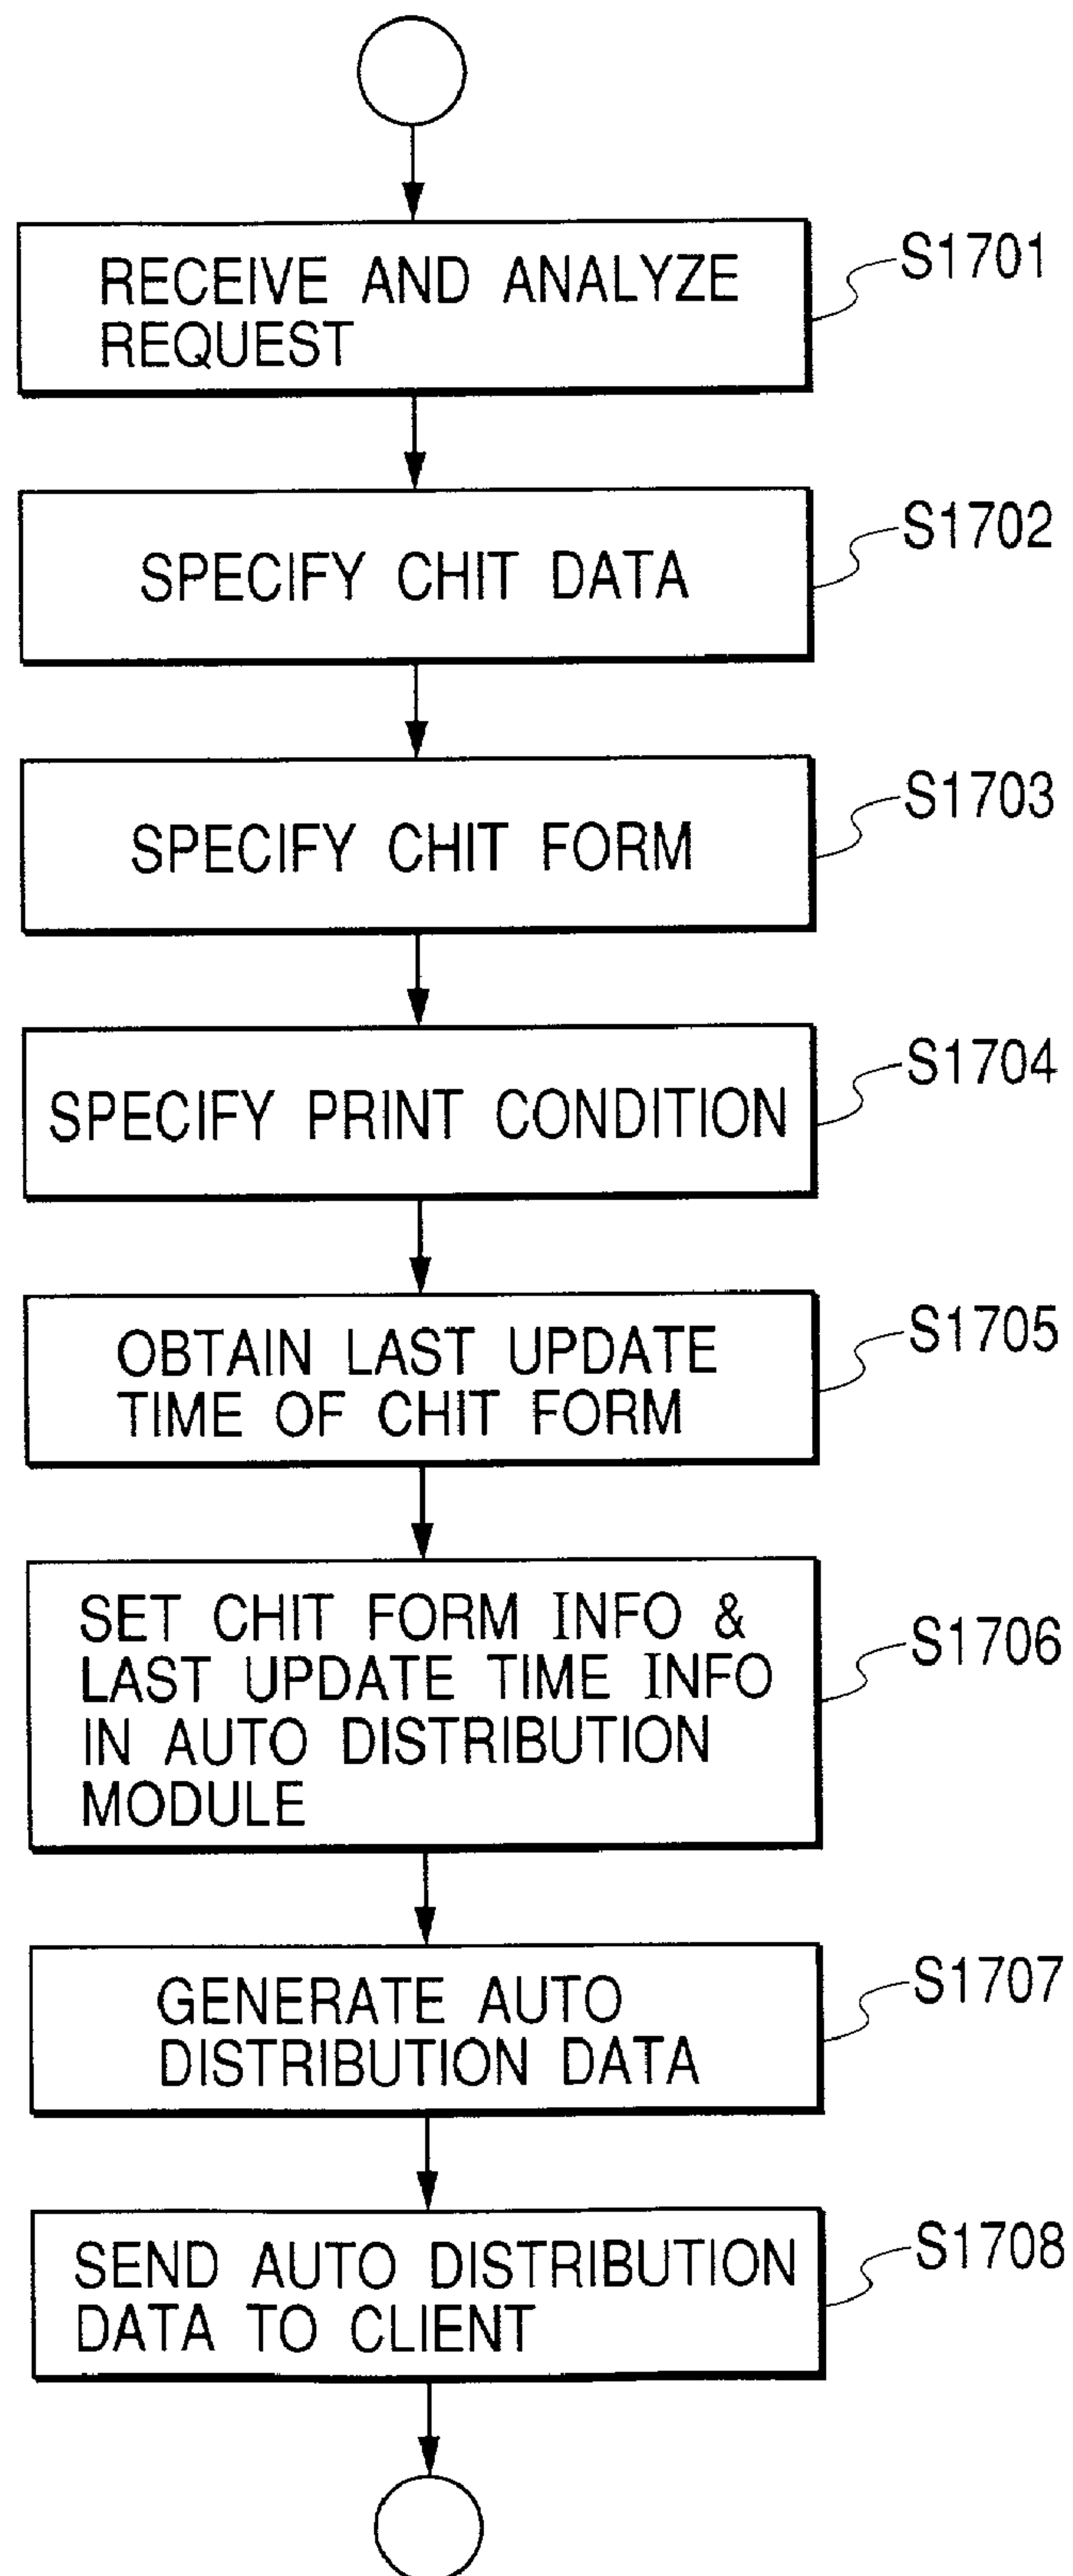 RECEIVE AND ANALYZE
REQUEST
S1701
SPECIFY CHIT DATA
S1702
SPECIFY CHIT FORM
S1703
SPECIFY PRINT CONDITION
S1704
OBTAIN LAST UPDATE
TIME OF CHIT FORM
S1705
SET CHIT FORM INFO &
LAST UPDATE TIME INFO
IN AUTO DISTRIBUTION
MODULE
S1706
GENERATE AUTO
DISTRIBUTION DATA
S1707
SEND AUTO DISTRIBUTION
DATA TO CLIENT
S1708